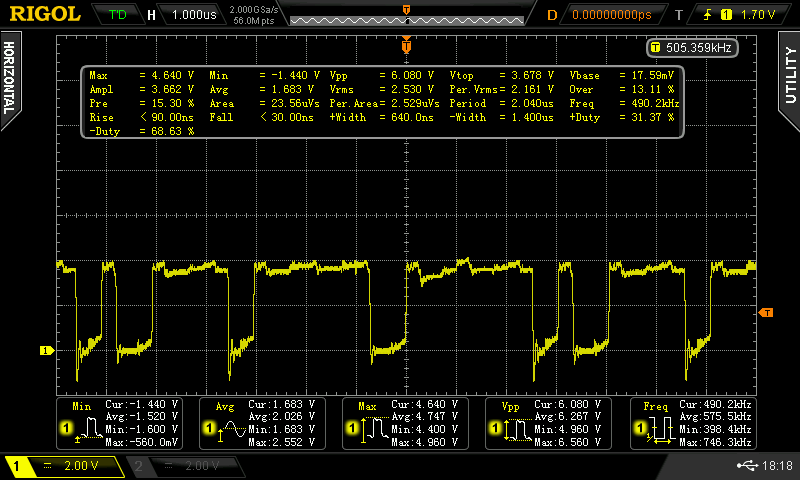 RIGOL T'D H 1.000us 2.000GSa/s 56.0M pts D 0.00000000ps T 1 1.70 V
T 505.359kHz
HORIZONTAL
UTILITY
Max = 4.640 V Min = -1.440 V Vpp = 6.080 V Vtop = 3.678 V Vbase = 17.59mV
Ampl = 3.662 V Avg = 1.683 V Vrms = 2.530 V Per.Vrms= 2.161 V Over = 13.11 %
Pre = 15.30 % Area = 23.56uVs Per.Area= 2.529uVs Period = 2.040us Freq = 490.2kHz
Rise < 90.00ns Fall < 30.00ns +Width = 640.0ns -Width = 1.400us +Duty = 31.37 %
-Duty = 68.63 %
T
T
1
Min Cur:-1.440 V Avg:-1.520 V Min:-1.600 V Max:-560.0mV
1
Avg Cur:1.683 V Avg:2.026 V Min:1.683 V Max:2.552 V
1
Max Cur:4.640 V Avg:4.747 V Min:4.400 V Max:4.960 V
1
Vpp Cur:6.080 V Avg:6.267 V Min:4.960 V Max:6.560 V
1
Freq Cur:490.2kHz Avg:575.5kHz Min:398.4kHz Max:746.3kHz
1
1 = 2.00 V 2 = 2.00 V 18:18